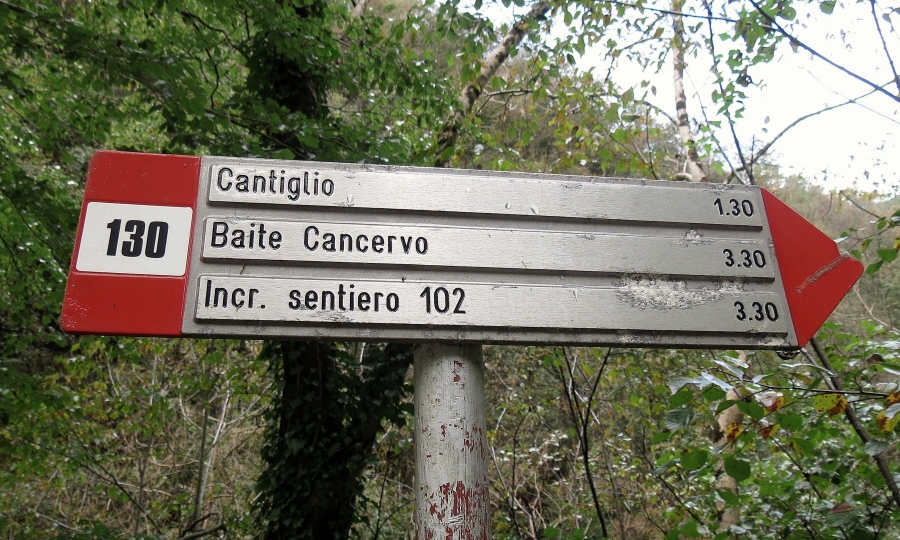 130
Cantiglio 1.30
Baite Cancervo 3.30
Incr. sentiero 102 3.30